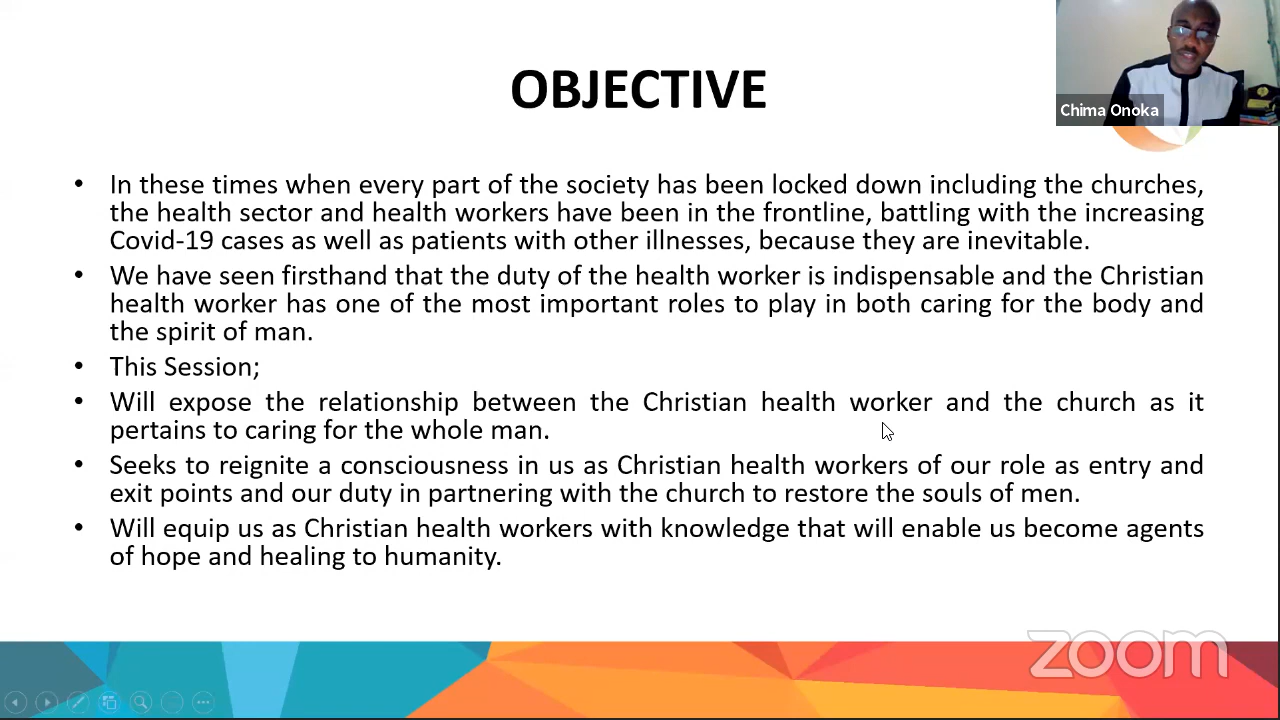 OBJECTIVE
Chima Onoka
• In these times when every part of the society has been locked down including the churches,
the health sector and health workers have been in the frontline, battling with the increasing
Covid-19 cases as well as patients with other illnesses, because they are inevitable.
• We have seen firsthand that the duty of the health worker is indispensable and the Christian
health worker has one of the most important roles to play in both caring for the body and
the spirit of man.
• This Session;
• Will expose the relationship between the Christian health worker and the church as it
pertains to caring for the whole man.
• Seeks to reignite a consciousness in us as Christian health workers of our role as entry and
exit points and our duty in partnering with the church to restore the souls of men.
• Will equip us as Christian health workers with knowledge that will enable us become agents
of hope and healing to humanity.
zoom